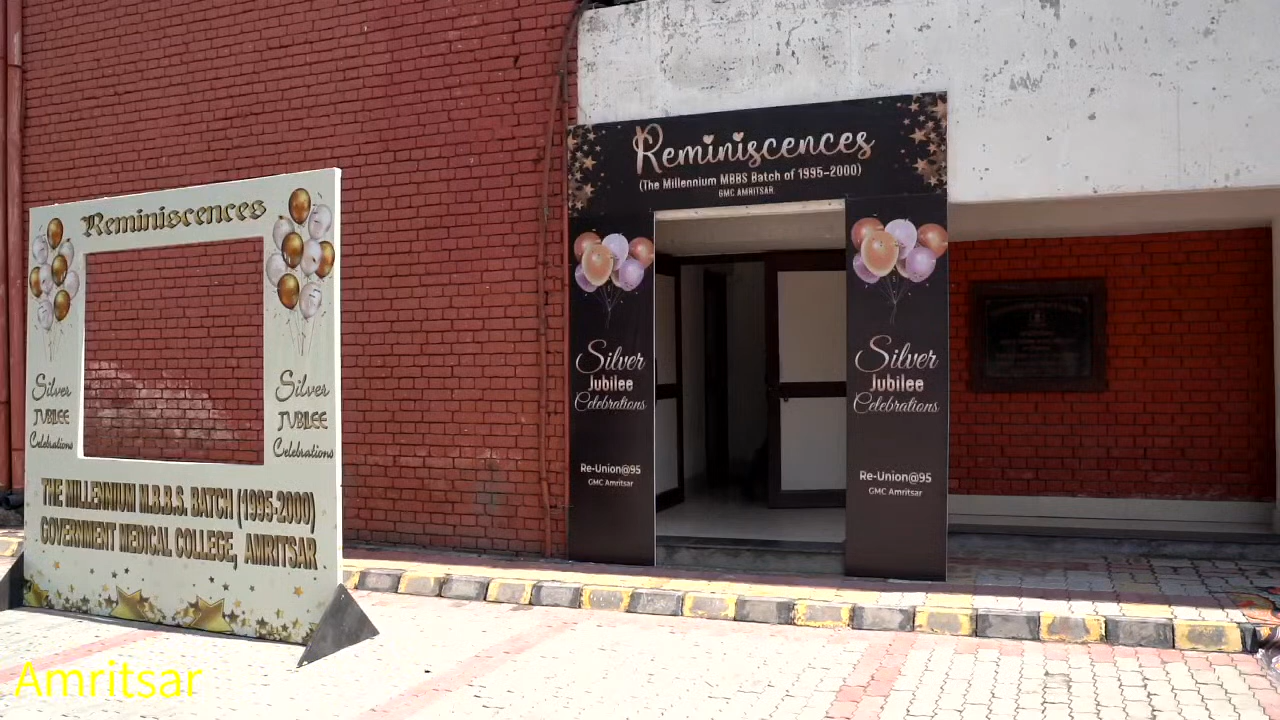 Reminiscences
Silver
JUBILEE
Celebrations
Silver
JUBILEE
Celebrations
THE MILLENNIUM M.B.B.S. BATCH (1995-2000)
GOVERNMENT MEDICAL COLLEGE, AMRITSAR
Reminiscences
(The Millennium MBBS Batch of 1995-2000)
GMC AMRITSAR
Silver
Jubilee
Celebrations
Re-Union@95
GMC Amritsar
Silver
Jubilee
Celebrations
Re-Union@95
GMC Amritsar
Amritsar